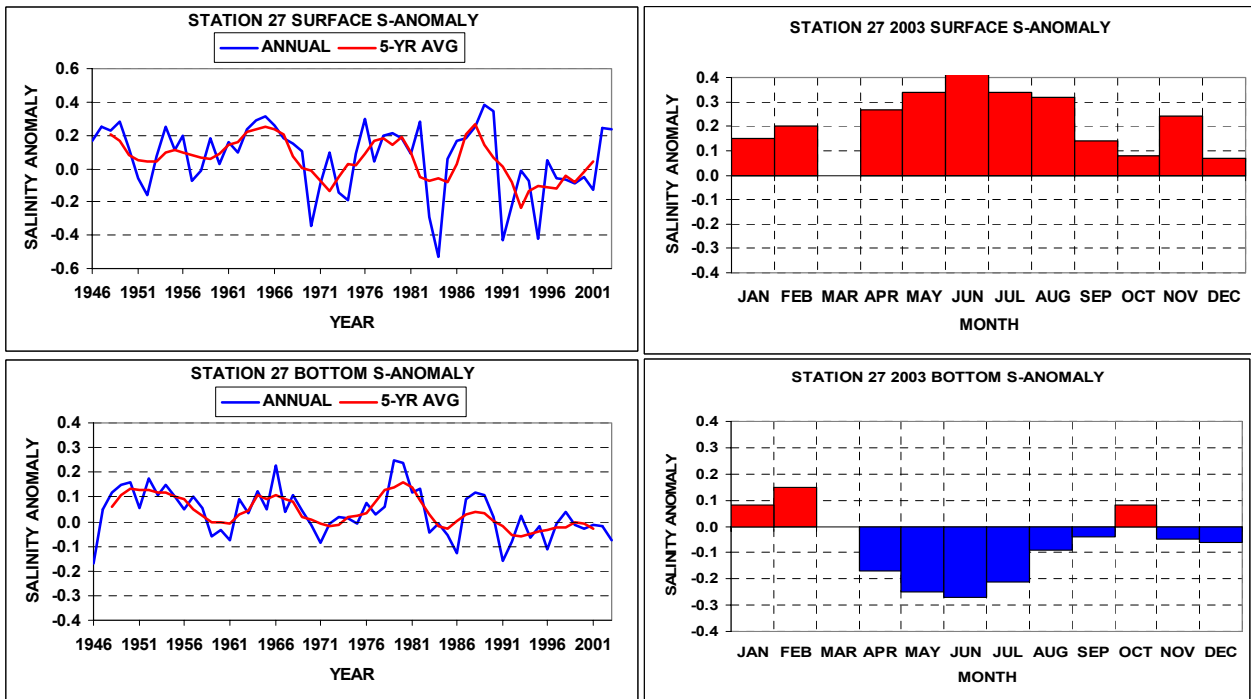 STATION 27 SURFACE S-ANOMALY
ANNUAL 5-YR AVG
SALINITY ANOMALY
0.6
0.4
0.2
0.0
-0.2
-0.4
-0.6
1946 1951 1956 1961 1966 1971 1976 1981 1986 1991 1996 2001
YEAR
STATION 27 2003 SURFACE S-ANOMALY
SALINITY ANOMALY
0.4
0.3
0.2
0.1
0.0
-0.1
-0.2
-0.3
-0.4
JAN FEB MAR APR MAY JUN JUL AUG SEP OCT NOV DEC
MONTH
STATION 27 BOTTOM S-ANOMALY
ANNUAL 5-YR AVG
SALINITY ANOMALY
0.4
0.3
0.2
0.1
0.0
-0.1
-0.2
-0.3
-0.4
1946 1951 1956 1961 1966 1971 1976 1981 1986 1991 1996 2001
YEAR
STATION 27 2003 BOTTOM S-ANOMALY
SALINITY ANOMALY
0.4
0.3
0.2
0.1
0.0
-0.1
-0.2
-0.3
-0.4
JAN FEB MAR APR MAY JUN JUL AUG SEP OCT NOV DEC
MONTH